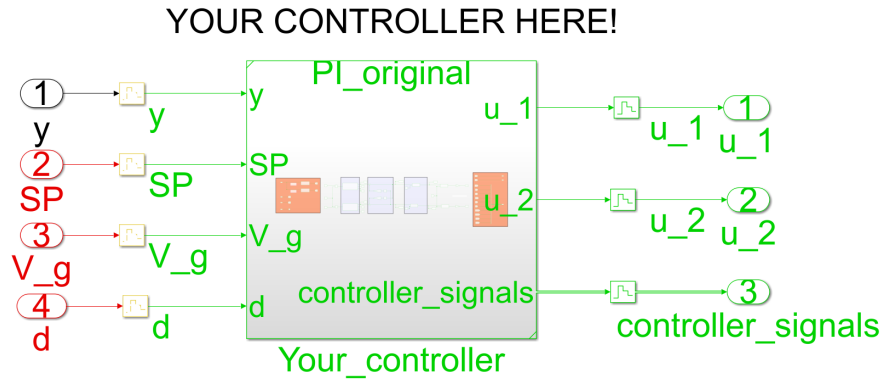 YOUR CONTROLLER HERE!
PI_original
1
y
y
y
u_1
u_1
1
u_1
2
SP
SP
SP
u_2
u_2
2
u_2
3
V_g
V_g
V_g
4
d
d
d
controller_signals
3
controller_signals
Your_controller